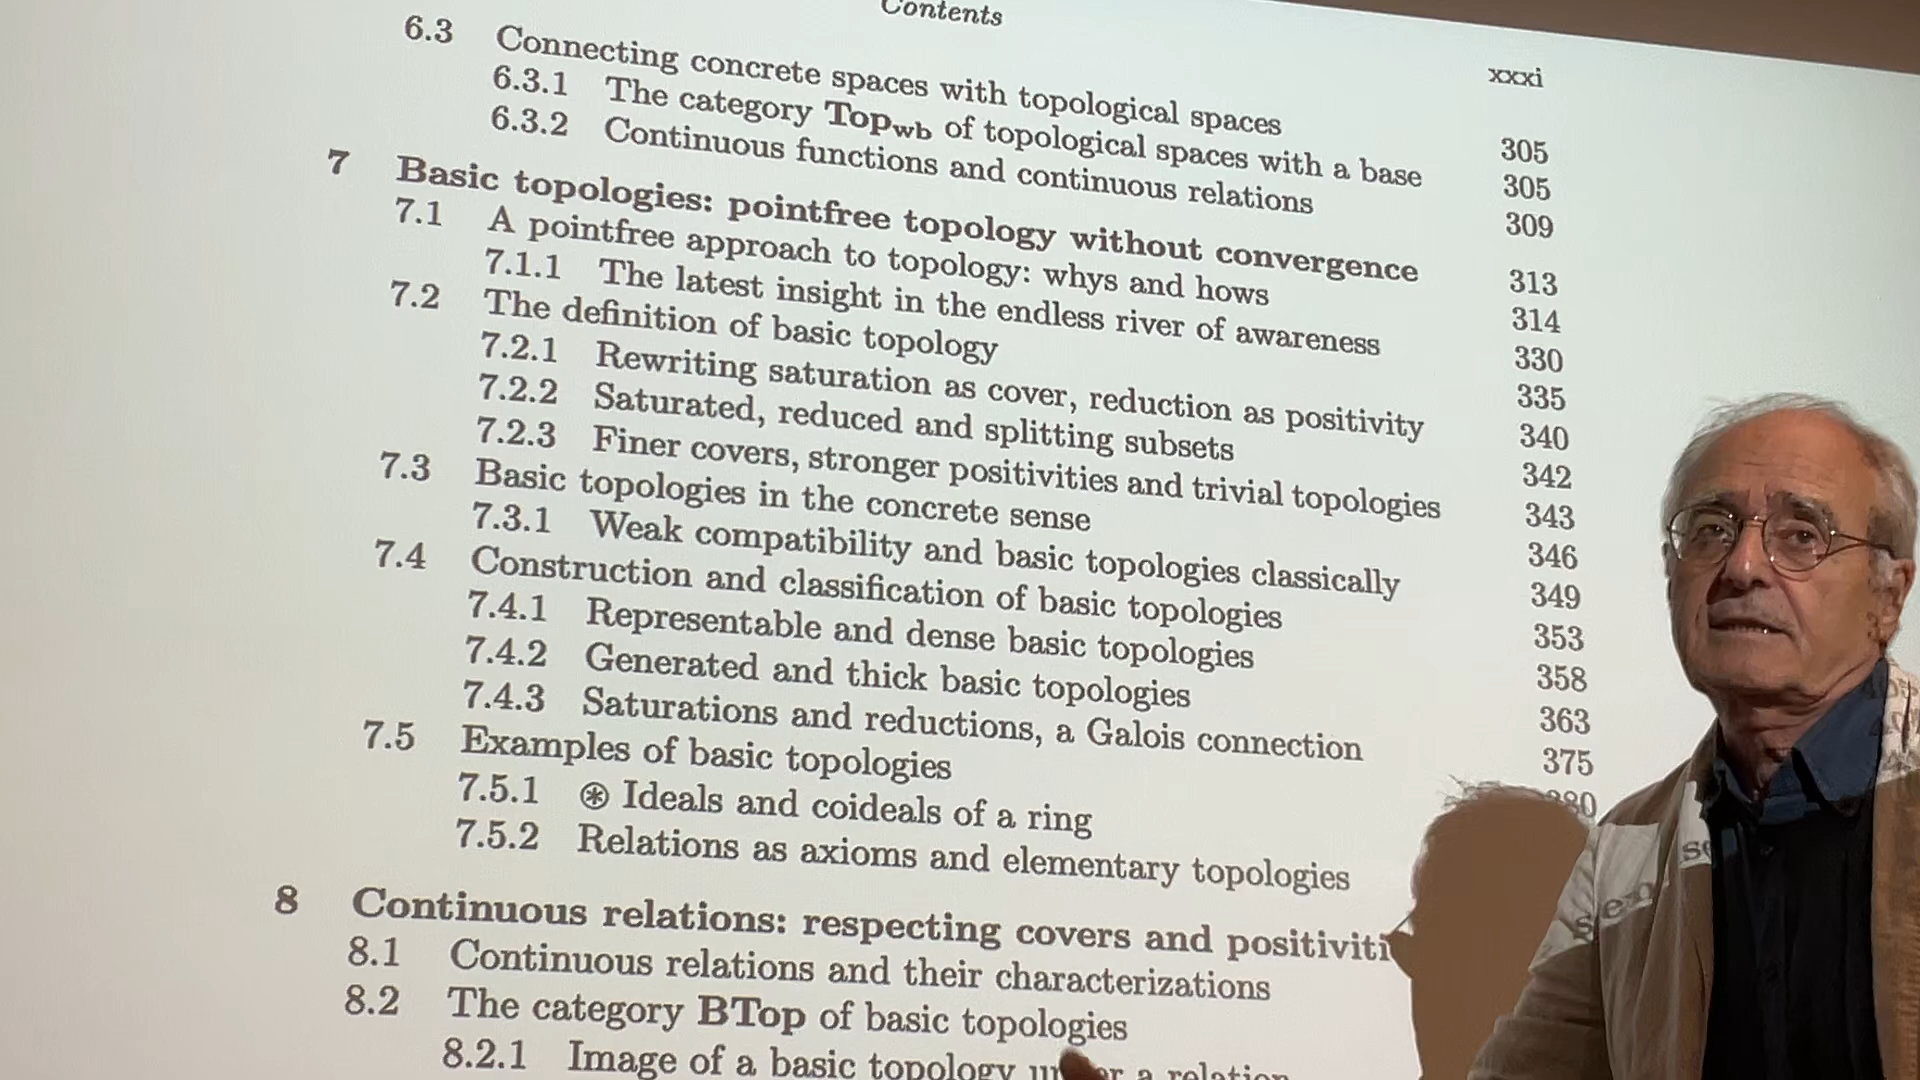 Contents
xxxi
6.3 Connecting concrete spaces with topological spaces 305
6.3.1 The category Top_wb of topological spaces with a base 305
6.3.2 Continuous functions and continuous relations 309
7 Basic topologies: pointfree topology without convergence 313
7.1 A pointfree approach to topology: whys and hows 314
7.1.1 The latest insight in the endless river of awareness 330
7.2 The definition of basic topology 335
7.2.1 Rewriting saturation as cover, reduction as positivity 340
7.2.2 Saturated, reduced and splitting subsets 342
7.2.3 Finer covers, stronger positivities and trivial topologies 343
7.3 Basic topologies in the concrete sense 346
7.3.1 Weak compatibility and basic topologies classically 349
7.4 Construction and classification of basic topologies 353
7.4.1 Representable and dense basic topologies 358
7.4.2 Generated and thick basic topologies 363
7.4.3 Saturations and reductions, a Galois connection 375
7.5 Examples of basic topologies
7.5.1 ⊛ Ideals and coideals of a ring
7.5.2 Relations as axioms and elementary topologies
8 Continuous relations: respecting covers and
8.1 Continuous relations and their characterizations
8.2 The category BTop of basic topologies
8.2.1 Image of a basic topology a relation